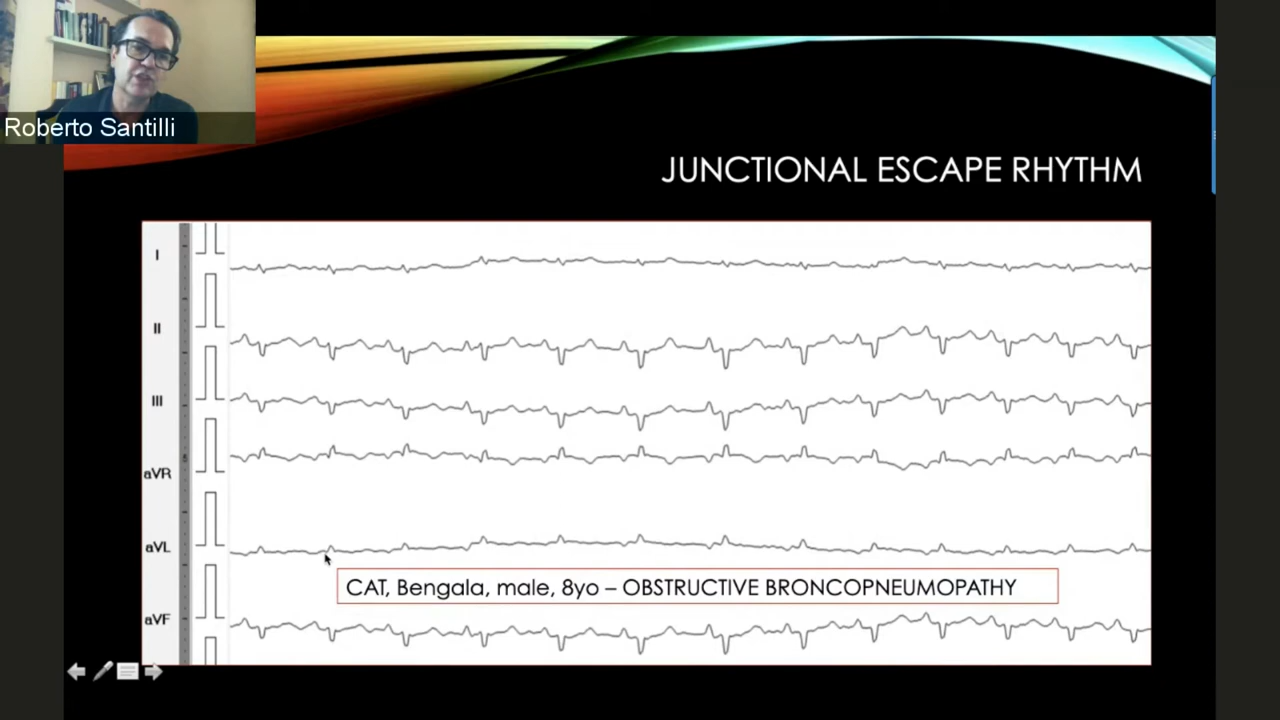 Roberto Santilli
JUNCTIONAL ESCAPE RHYTHM
I
II
III
aVR
aVL
CAT, Bengala, male, 8yo – OBSTRUCTIVE BRONCOPNEUMOPATHY
aVF